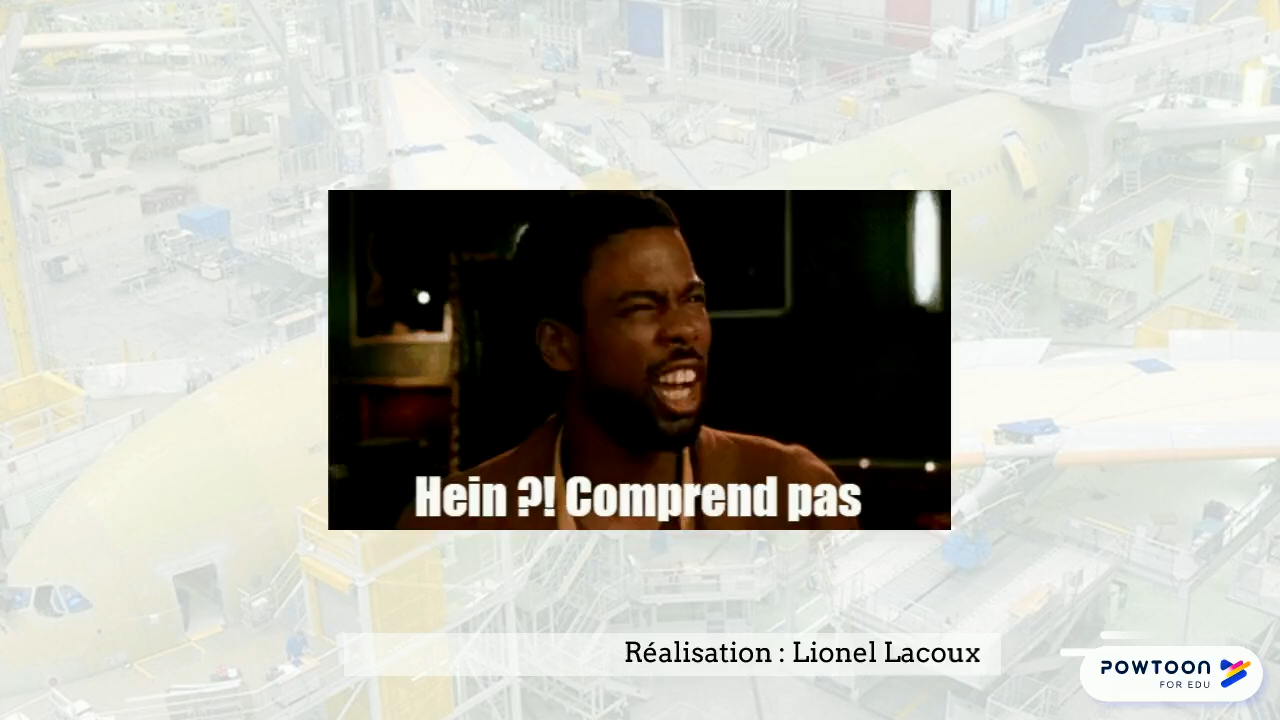 Hein ?! Comprend pas
Réalisation : Lionel Lacoux
POWTOON
FOR EDU